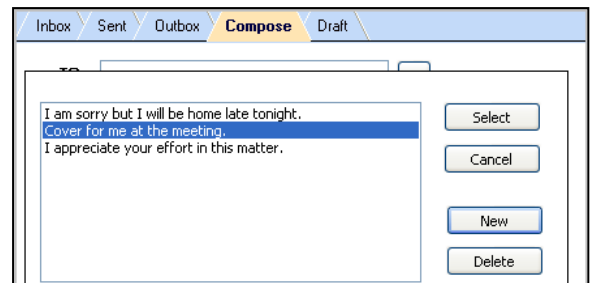 Inbox Sent Outbox Compose Draft
TO
I am sorry but I will be home late tonight.
Cover for me at the meeting.
I appreciate your effort in this matter.
Select
Cancel
New
Delete